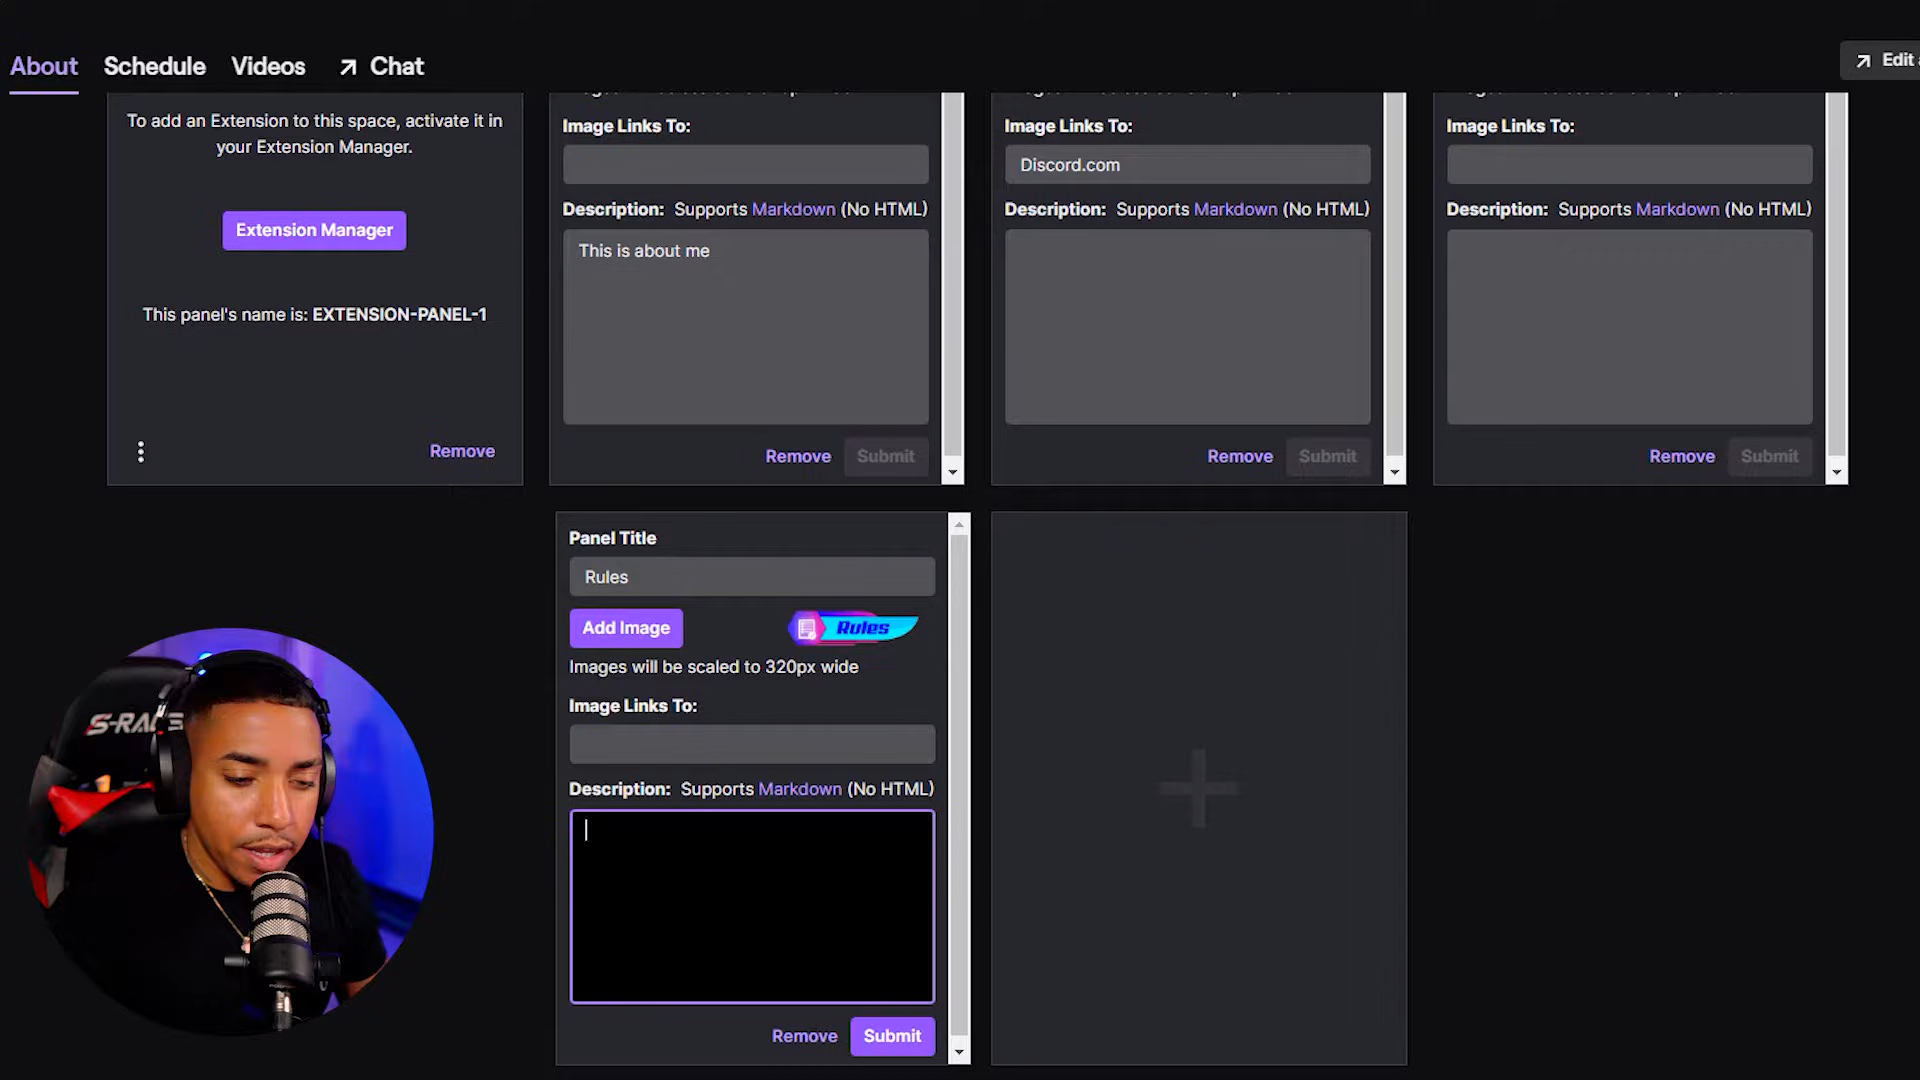 About
Schedule
Videos
Chat
Edit
To add an Extension to this space, activate it in
your Extension Manager.
Extension Manager
This panel's name is: EXTENSION-PANEL-1
Remove
Image Links To:
Description: Supports Markdown (No HTML)
This is about me
Remove
Submit
Image Links To:
Discord.com
Description: Supports Markdown (No HTML)
Remove
Submit
Image Links To:
Description: Supports Markdown (No HTML)
Remove
Submit
Panel Title
Rules
Add Image
Rules
Images will be scaled to 320px wide
Image Links To:
Description: Supports Markdown (No HTML)
Remove
Submit